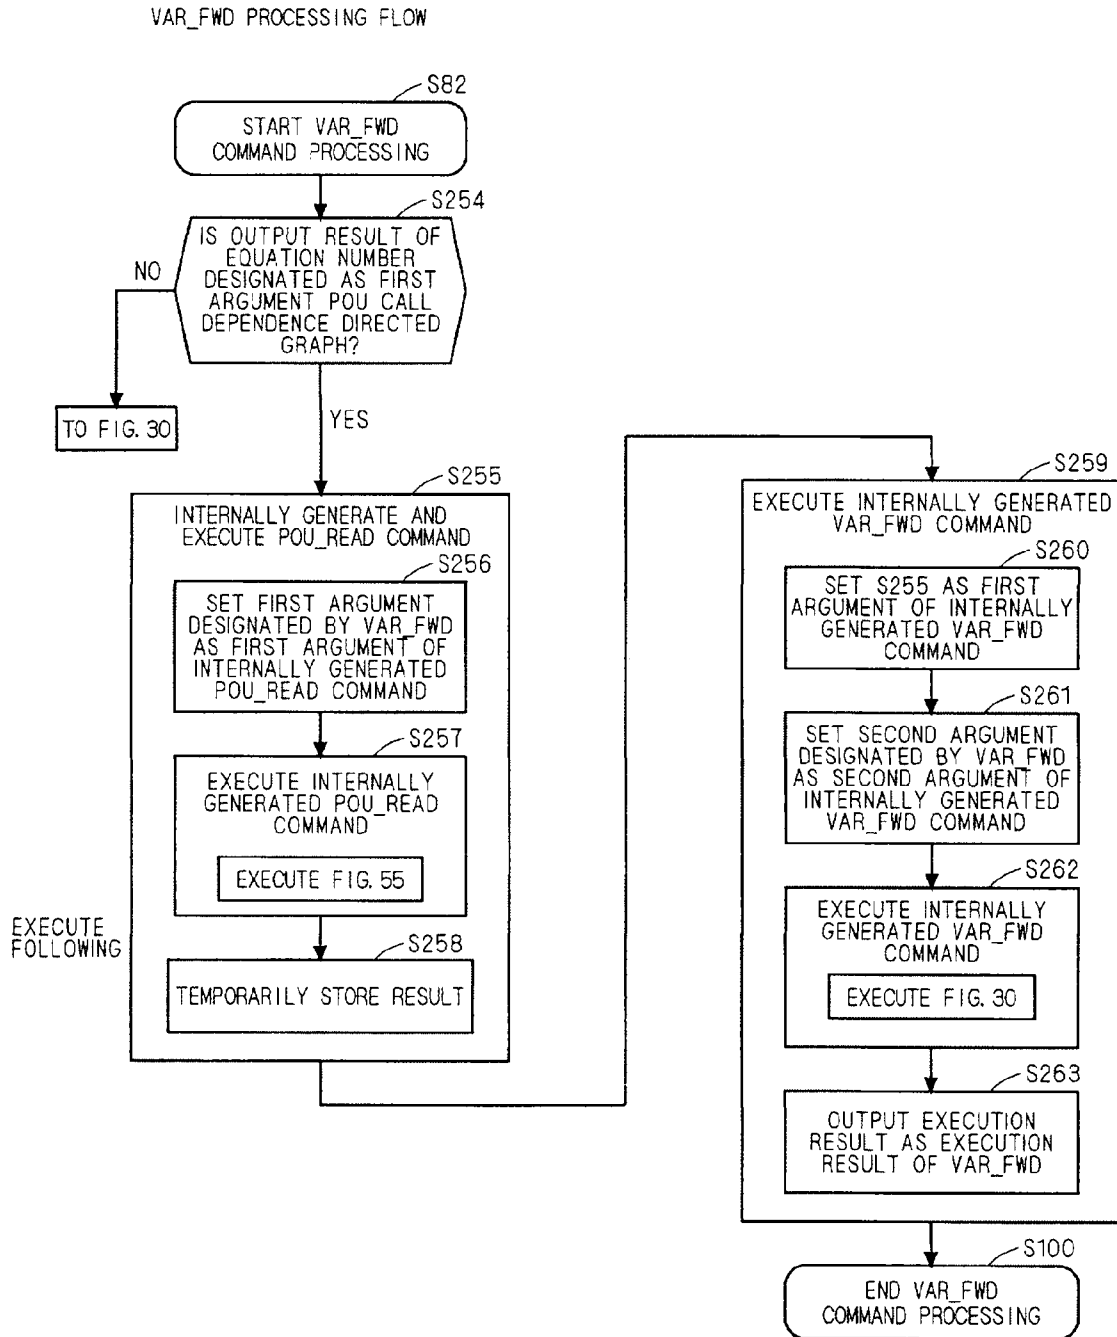 VAR_FWD PROCESSING FLOW
S82
START VAR_FWD
COMMAND PROCESSING
S254
IS OUTPUT RESULT OF
EQUATION NUMBER
DESIGNATED AS FIRST
ARGUMENT POU CALL
DEPENDENCE DIRECTED
GRAPH?
NO
TO FIG. 30
YES
S255
INTERNALLY GENERATE AND
EXECUTE POU_READ COMMAND
S256
SET FIRST ARGUMENT
DESIGNATED BY VAR_FWD
AS FIRST ARGUMENT OF
INTERNALLY GENERATED
POU_READ COMMAND
S257
EXECUTE INTERNALLY
GENERATED POU_READ
COMMAND
EXECUTE FIG. 55
EXECUTE
FOLLOWING
S258
TEMPORARILY STORE RESULT
S259
EXECUTE INTERNALLY GENERATED
VAR_FWD COMMAND
S260
SET S255 AS FIRST
ARGUMENT OF INTERNALLY
GENERATED VAR_FWD
COMMAND
S261
SET SECOND ARGUMENT
DESIGNATED BY VAR_FWD
AS SECOND ARGUMENT OF
INTERNALLY GENERATED
VAR_FWD COMMAND
S262
EXECUTE INTERNALLY
GENERATED VAR_FWD
COMMAND
EXECUTE FIG. 30
S263
OUTPUT EXECUTION
RESULT AS EXECUTION
RESULT OF VAR_FWD
S100
END VAR_FWD
COMMAND PROCESSING